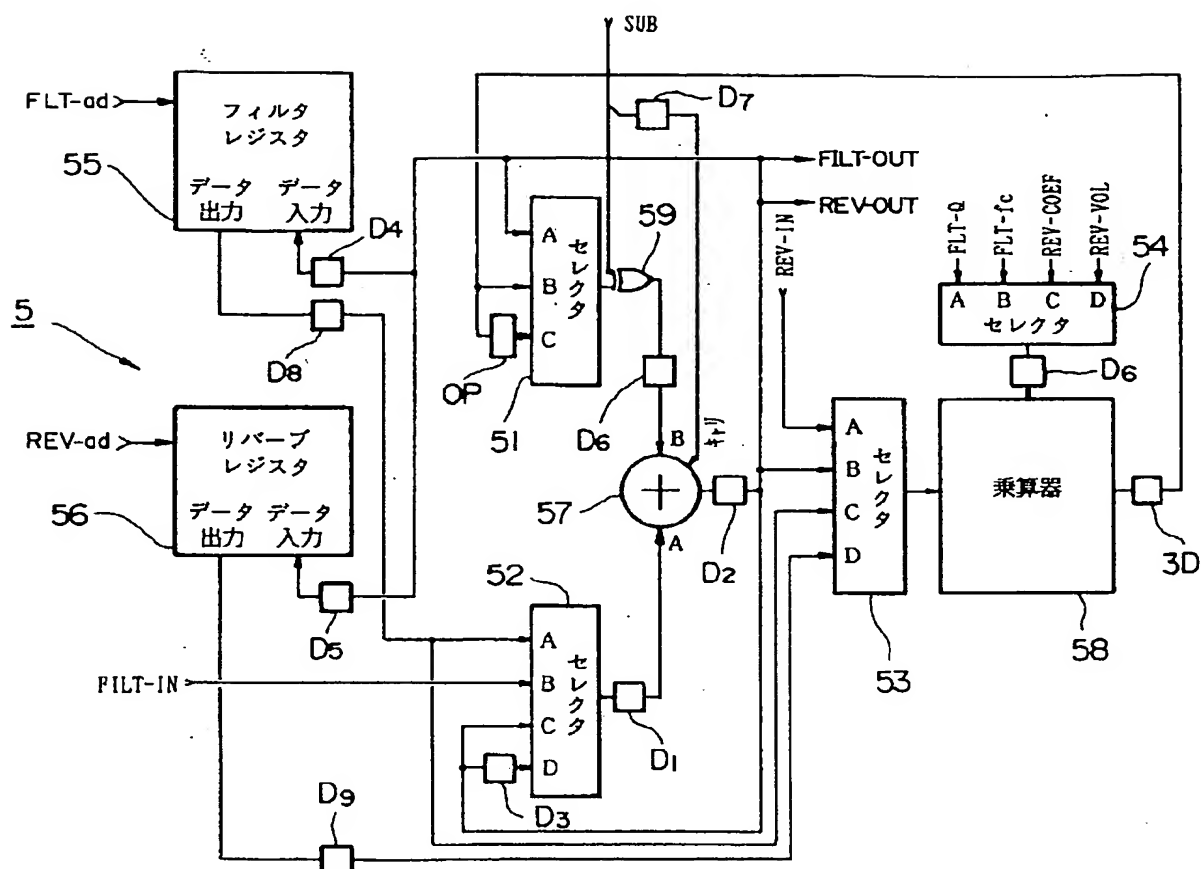 SUB
FLT-ad
フィルタ
レジスタ
データ
出力
データ
入力
55
D4
D8
5
D7
FILT-OUT
REV-OUT
A
B
C
セレクタ
51
OP
59
D6
B
キャリ
57
A
D2
REV-IN
FLT-Q
FLT-fc
REV-COEF
REV-VOL
A
B
C
D
セレクタ
54
D6
REV-ad
リバーブ
レジスタ
データ
出力
データ
入力
56
D5
FILT-IN
52
A
B
C
D
セレクタ
D1
D3
D9
A
B
C
D
セレクタ
53
乗算器
58
3D